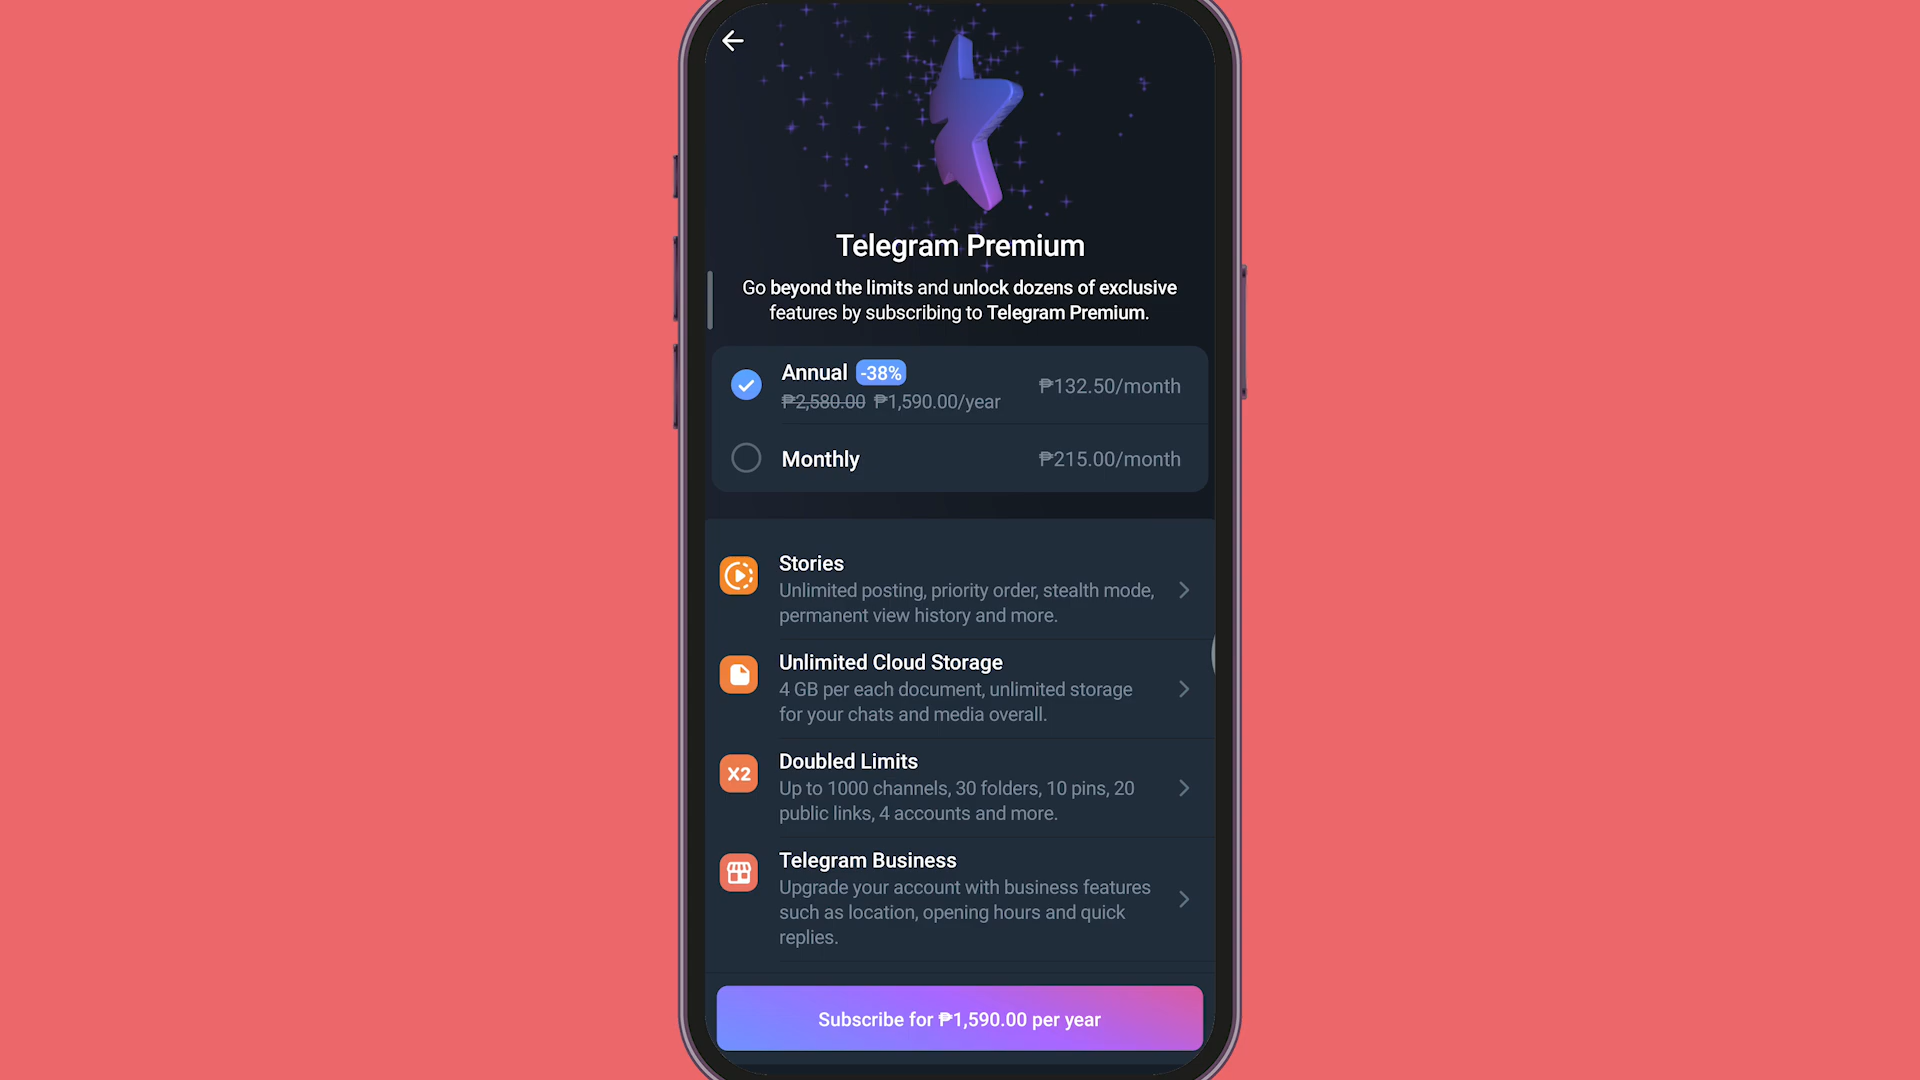 Telegram Premium
Go beyond the limits and unlock dozens of exclusive
features by subscribing to Telegram Premium.
Annual -38%
₱2,580.00 ₱1,590.00/year
₱132.50/month
Monthly
₱215.00/month
Stories
Unlimited posting, priority order, stealth mode,
permanent view history and more.
Unlimited Cloud Storage
4 GB per each document, unlimited storage
for your chats and media overall.
X2
Doubled Limits
Up to 1000 channels, 30 folders, 10 pins, 20
public links, 4 accounts and more.
Telegram Business
Upgrade your account with business features
such as location, opening hours and quick
replies.
Subscribe for ₱1,590.00 per year